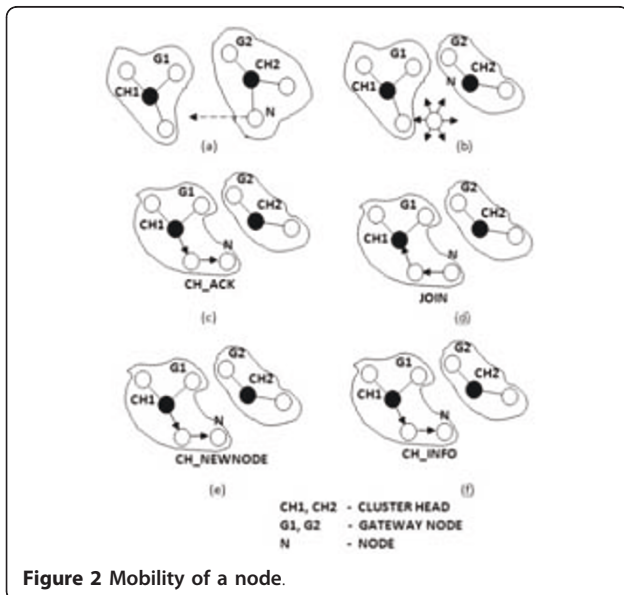 G1
CH1
G2
CH2
N
(a)
G1
CH1
G2
N
CH2
(b)
G1
CH1
N
CH_ACK
G2
CH2
(c)
G1
CH1
N
JOIN
G2
CH2
(d)
G1
CH1
N
CH_NEWNODE
G2
CH2
(e)
G1
CH1
N
CH_INFO
G2
CH2
(f)
CH1, CH2 - CLUSTER HEAD
G1, G2 - GATEWAY NODE
N - NODE
Figure 2 Mobility of a node.